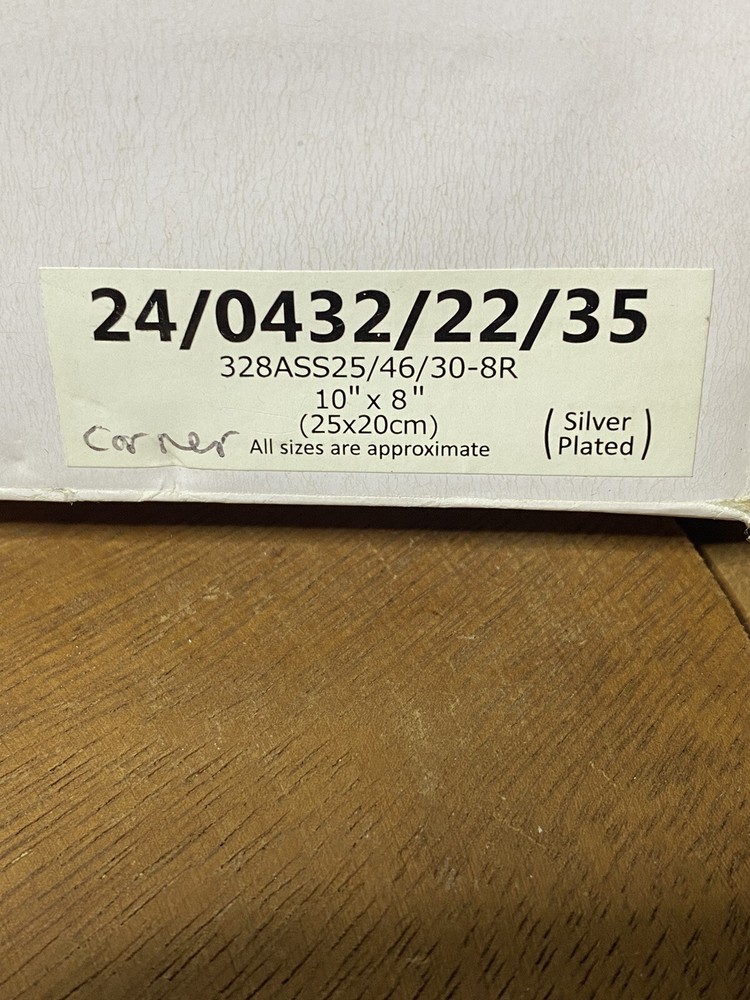 24/0432/22/35
328ASS25/46/30-8R
10" x 8"
(25x20cm)
All sizes are approximate
(Silver
Plated)
Corner